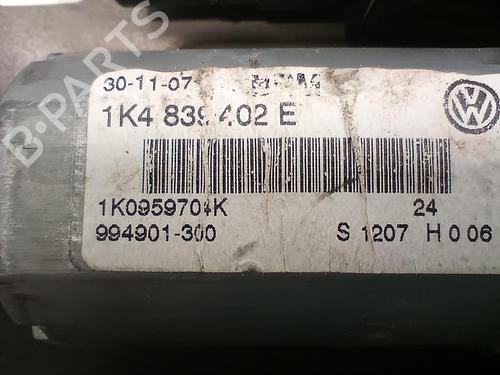 B-PARTS
30-11-07
1K4 839 402 E
1K0959704K 24
994901-300 S 1207 H 0 06